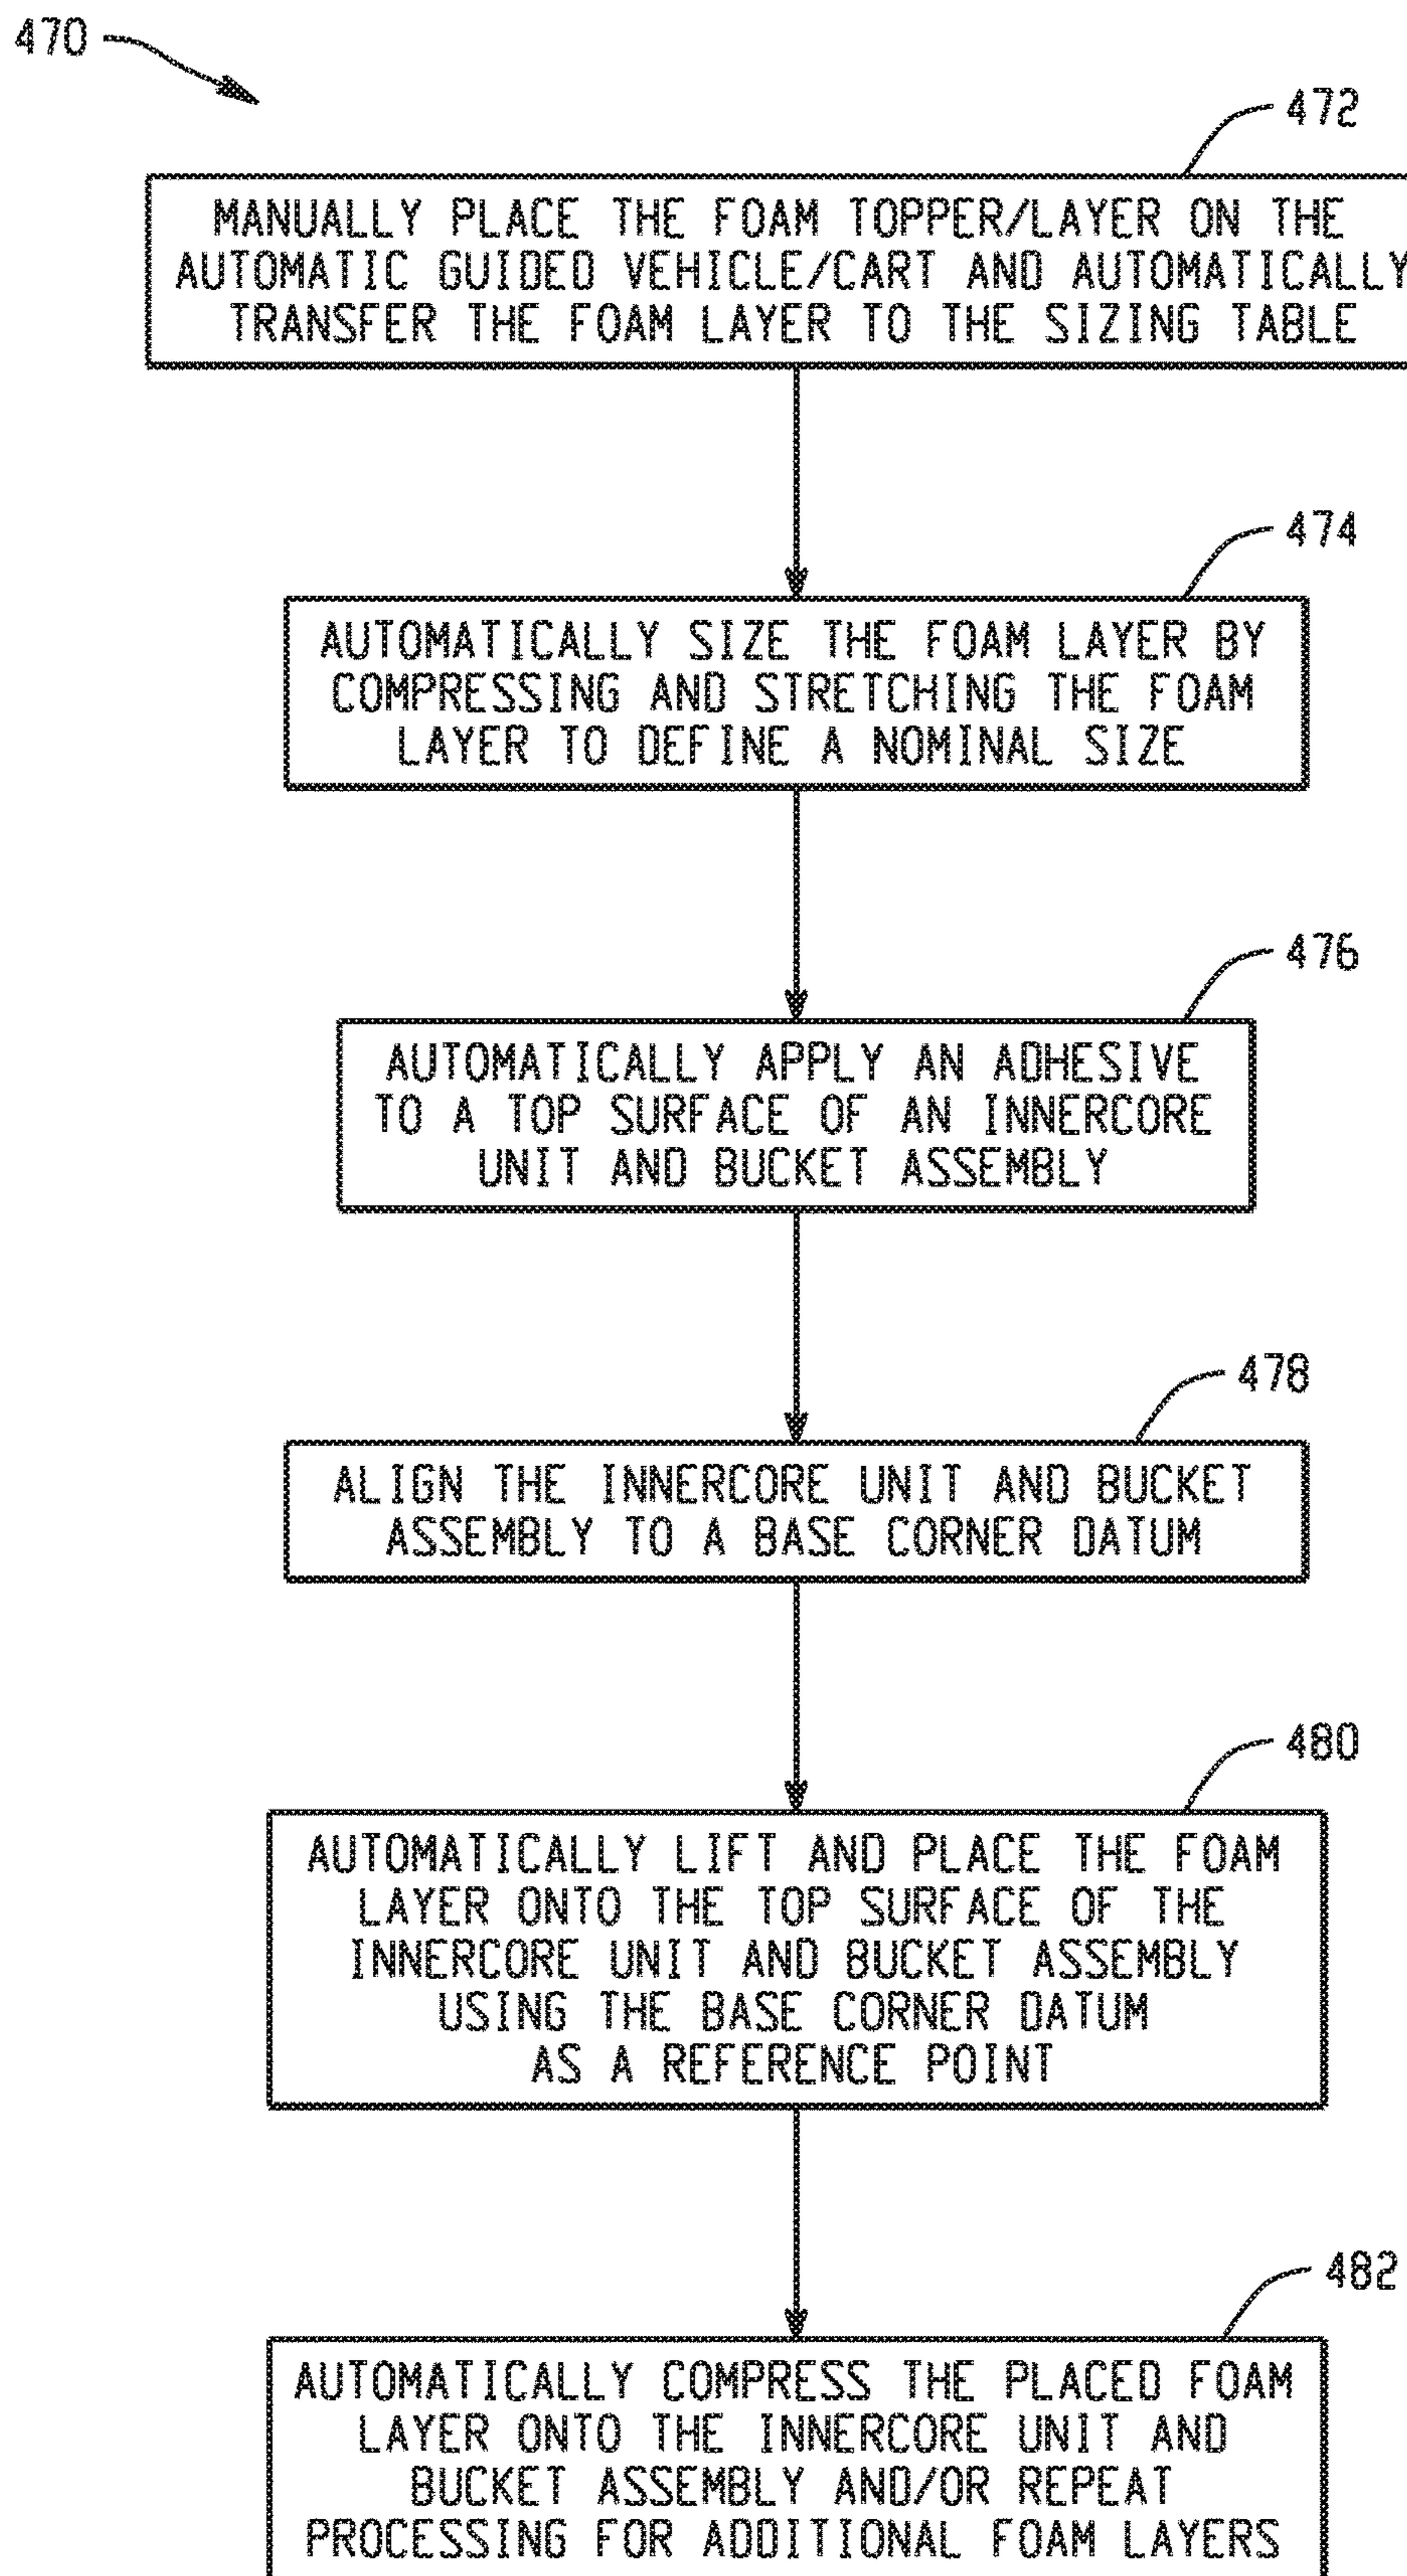 470
472
MANUALLY PLACE THE FOAM TOPPER/LAYER ON THE
AUTOMATIC GUIDED VEHICLE/CART AND AUTOMATICALLY
TRANSFER THE FOAM LAYER TO THE SIZING TABLE
474
AUTOMATICALLY SIZE THE FOAM LAYER BY
COMPRESSING AND STRETCHING THE FOAM
LAYER TO DEFINE A NOMINAL SIZE
476
AUTOMATICALLY APPLY AN ADHESIVE
TO A TOP SURFACE OF AN INNERCORE
UNIT AND BUCKET ASSEMBLY
478
ALIGN THE INNERCORE UNIT AND BUCKET
ASSEMBLY TO A BASE CORNER DATUM
480
AUTOMATICALLY LIFT AND PLACE THE FOAM
LAYER ONTO THE TOP SURFACE OF THE
INNERCORE UNIT AND BUCKET ASSEMBLY
USING THE BASE CORNER DATUM
AS A REFERENCE POINT
482
AUTOMATICALLY COMPRESS THE PLACED FOAM
LAYER ONTO THE INNERCORE UNIT AND
BUCKET ASSEMBLY AND/OR REPEAT
PROCESSING FOR ADDITIONAL FOAM LAYERS